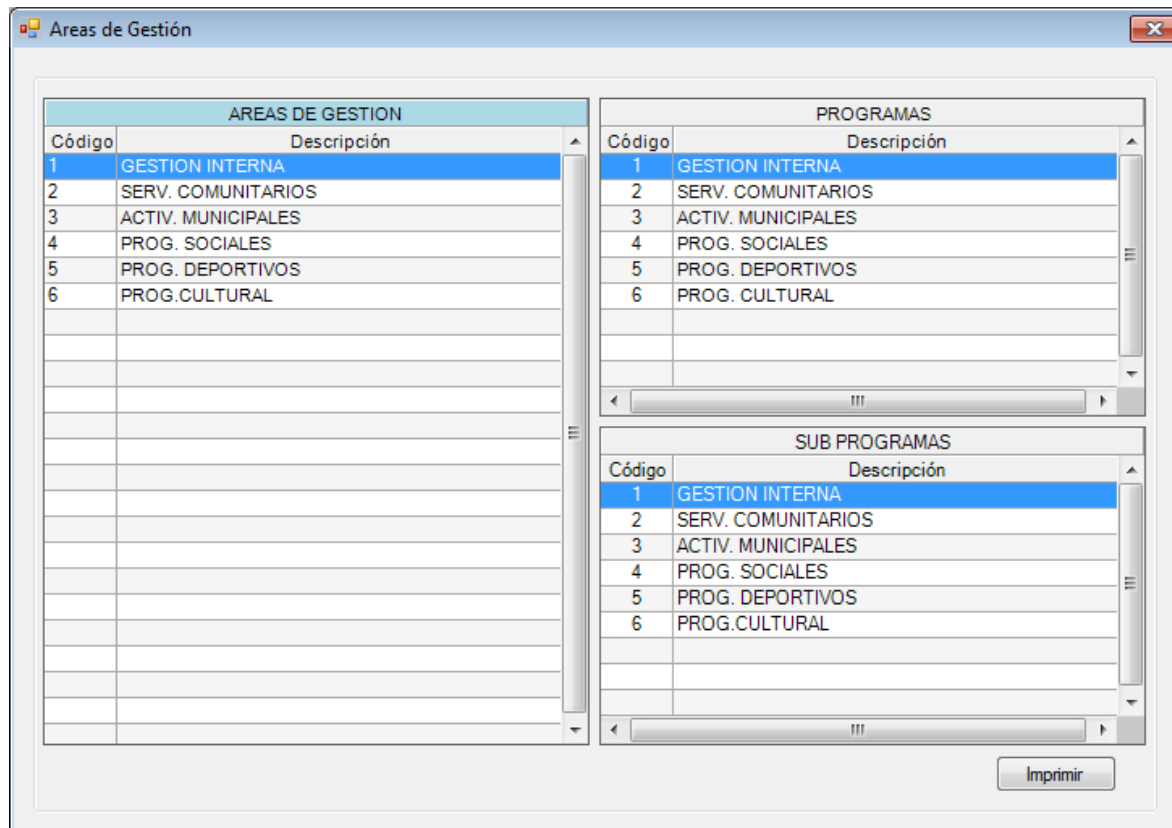 Areas de Gestión
AREAS DE GESTION
Código Descripción
1 GESTION INTERNA
2 SERV. COMUNITARIOS
3 ACTIV. MUNICIPALES
4 PROG. SOCIALES
5 PROG. DEPORTIVOS
6 PROG.CULTURAL
PROGRAMAS
Código Descripción
1 GESTION INTERNA
2 SERV. COMUNITARIOS
3 ACTIV. MUNICIPALES
4 PROG. SOCIALES
5 PROG. DEPORTIVOS
6 PROG. CULTURAL
SUB PROGRAMAS
Código Descripción
1 GESTION INTERNA
2 SERV. COMUNITARIOS
3 ACTIV. MUNICIPALES
4 PROG. SOCIALES
5 PROG. DEPORTIVOS
6 PROG.CULTURAL
Imprimir